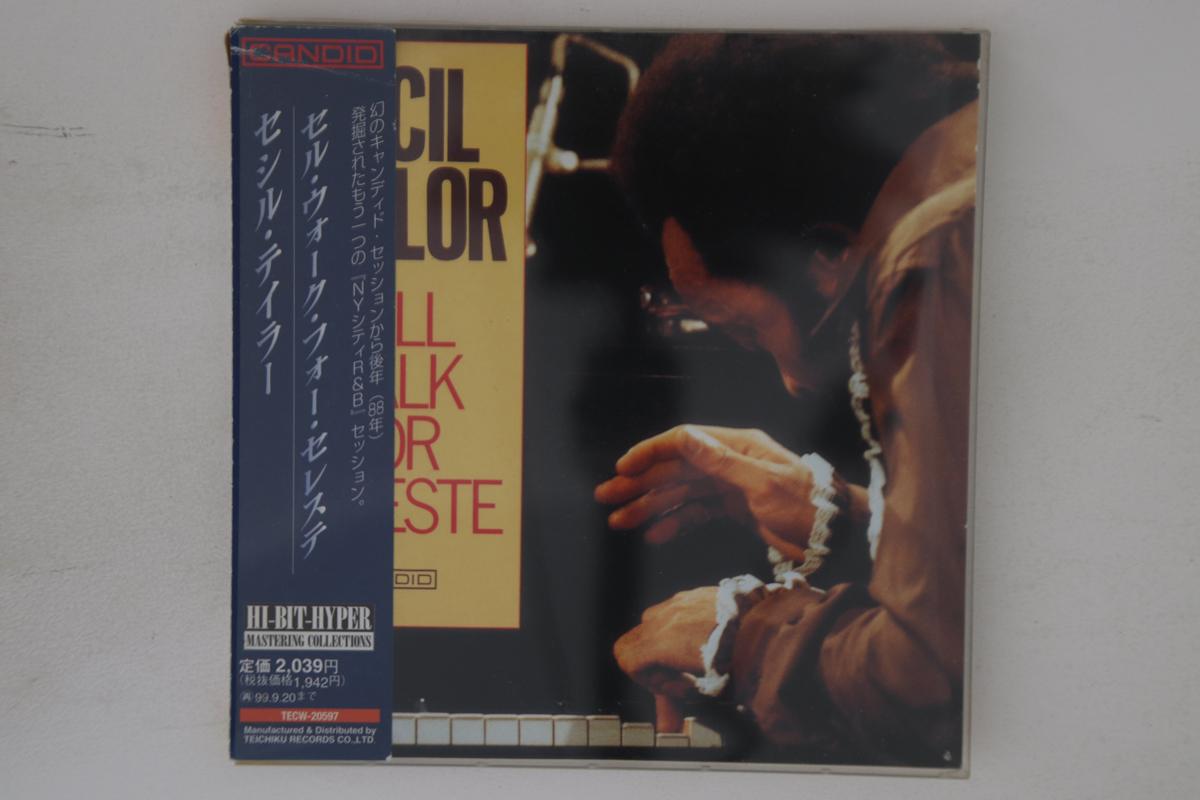 CANDID
幻のキャンディド・セッションから後年（88年）
発掘されたもう一つの『NYシティR&B』セッション。
セル・ウォーク・フォー・セレステ
セシル・テイラー
HI-BIT-HYPER
MASTERING COLLECTIONS
定価 2,039円
（税抜価格1,942円）
再 99.9.20まで
TECW-20597
Manufactured & Distributed by
TEICHIKU RECORDS CO.,LTD.
CIL
LOR
LL
ALK
OR
ESTE
DID